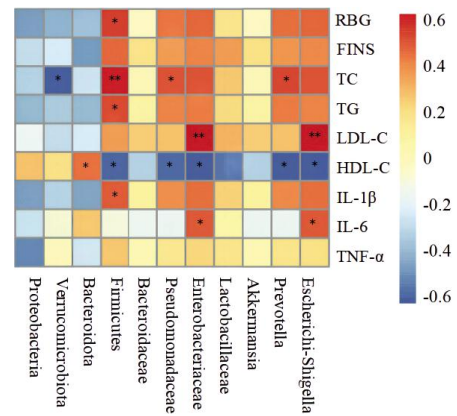 * RBG 0.6
FINS
* ** * * TC 0.4
* TG 0.2
** ** LDL-C
* * * * * * HDL-C 0
* IL-1β -0.2
* * IL-6 -0.4
TNF-α -0.6
Proteobacteria
Verrucomicrobiota
Bacteroidota
Firmicutes
Bacteroidaceae
Pseudomonadaceae
Enterobacteriaceae
Lactobacillaceae
Akkermansia
Prevotella
Escherichi-Shigella